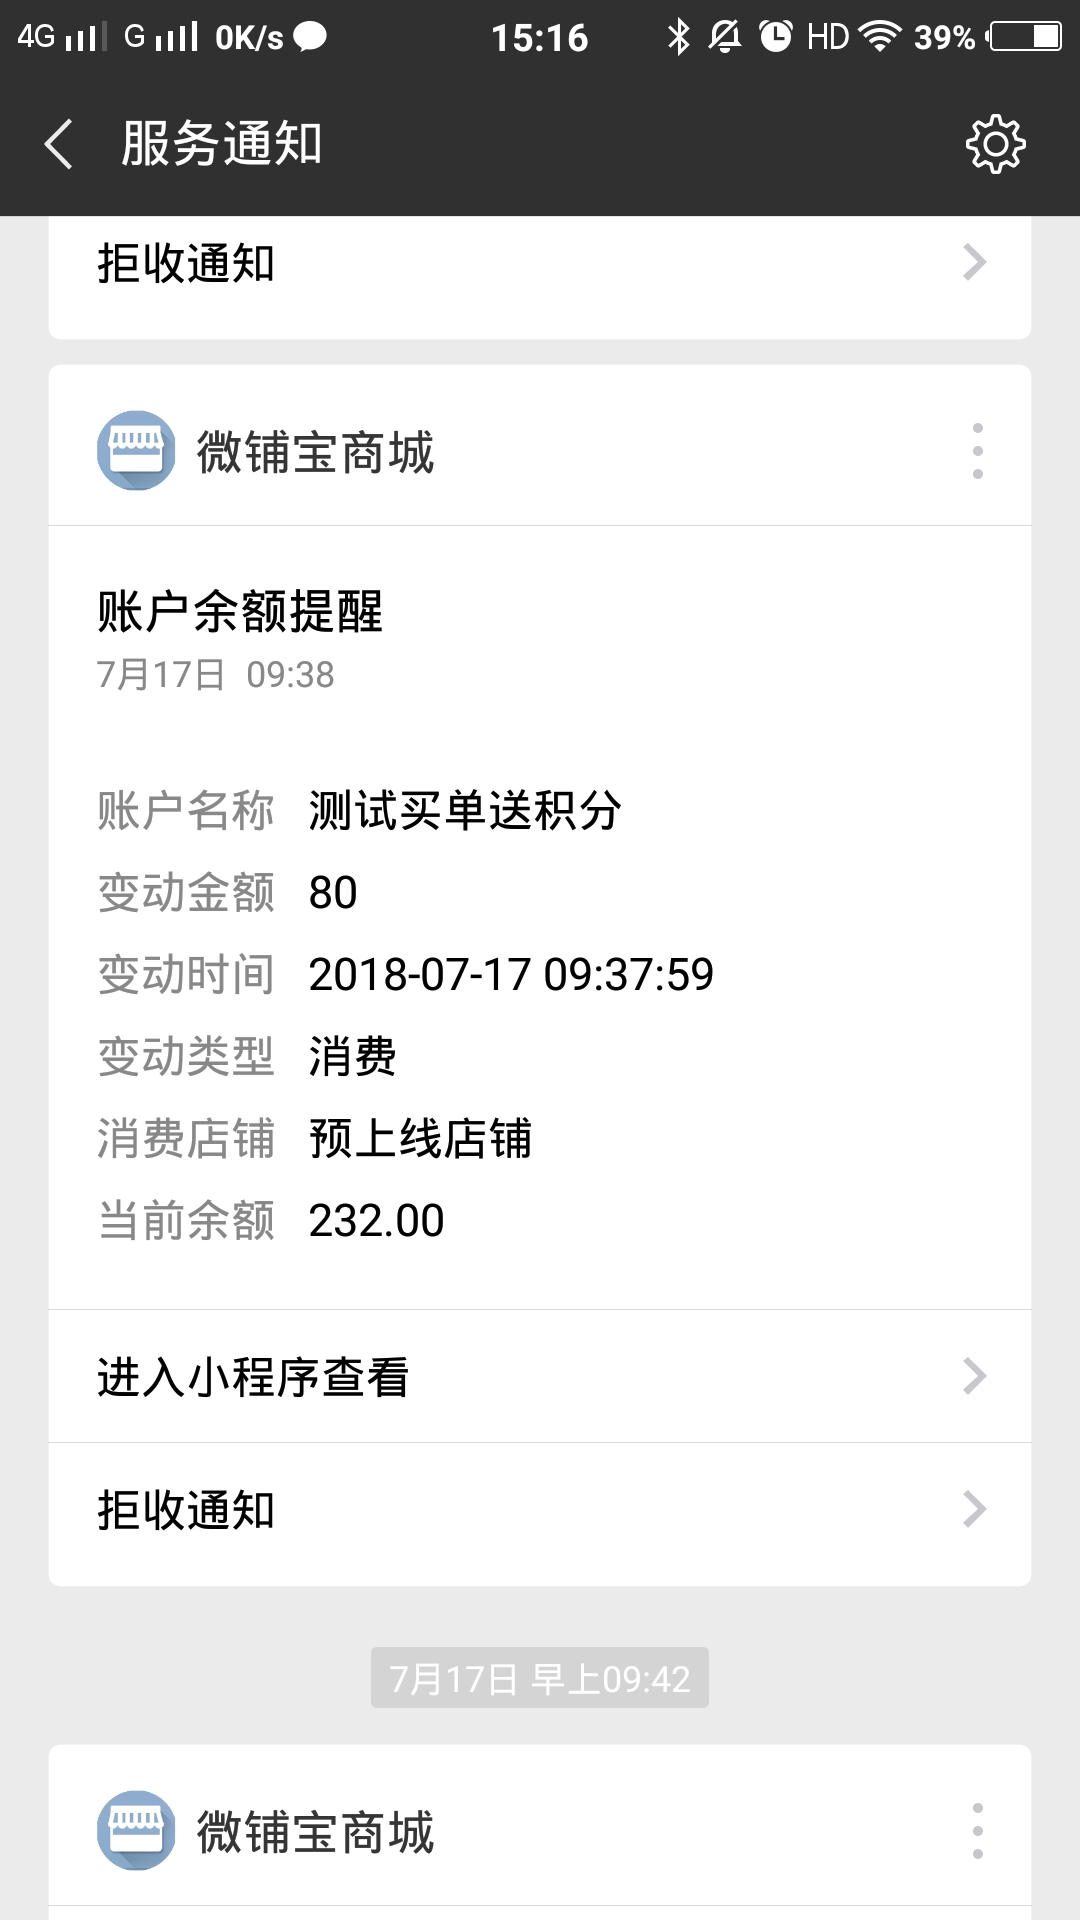 4G G 0K/s 15:16 HD 39%
服务通知
拒收通知
微铺宝商城
账户余额提醒
7月17日 09:38
账户名称 测试买单送积分
变动金额 80
变动时间 2018-07-17 09:37:59
变动类型 消费
消费店铺 预上线店铺
当前余额 232.00
进入小程序查看
拒收通知
7月17日 早上09:42
微铺宝商城